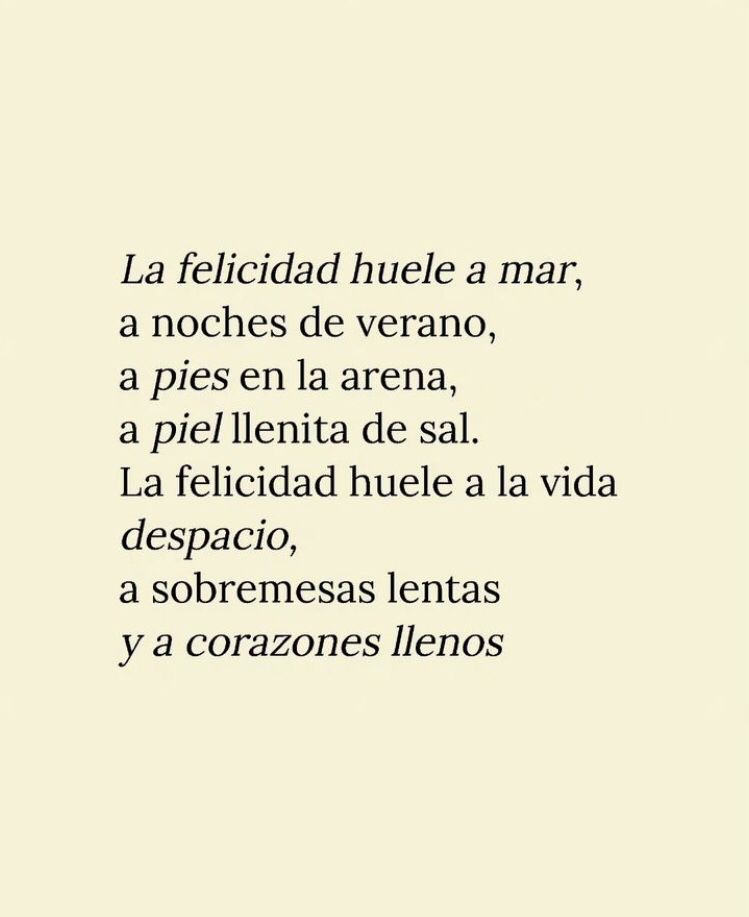 La felicidad huele a mar,
a noches de verano,
a pies en la arena,
a piel llenita de sal.
La felicidad huele a la vida
despacio,
a sobremesas lentas
y a corazones llenos